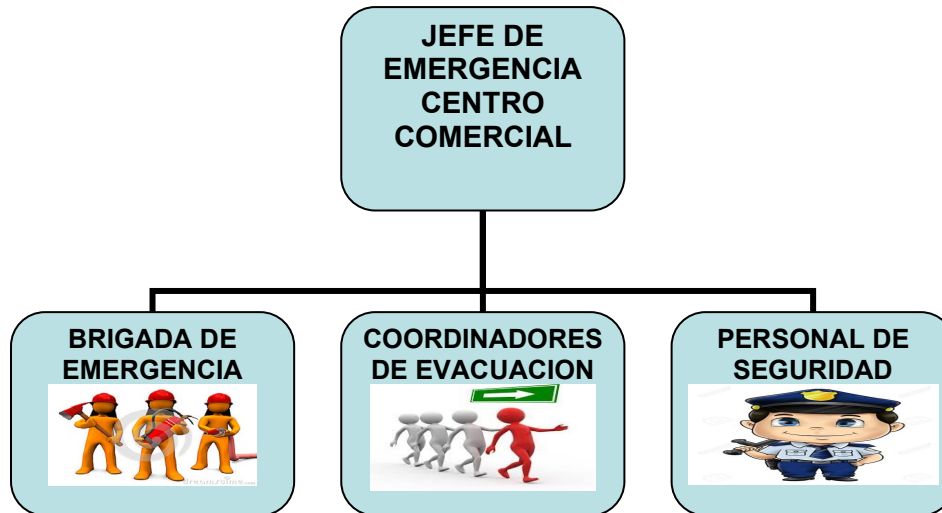 JEFE DE
EMERGENCIA
CENTRO
COMERCIAL
BRIGADA DE
EMERGENCIA
COORDINADORES
DE EVACUACION
PERSONAL DE
SEGURIDAD